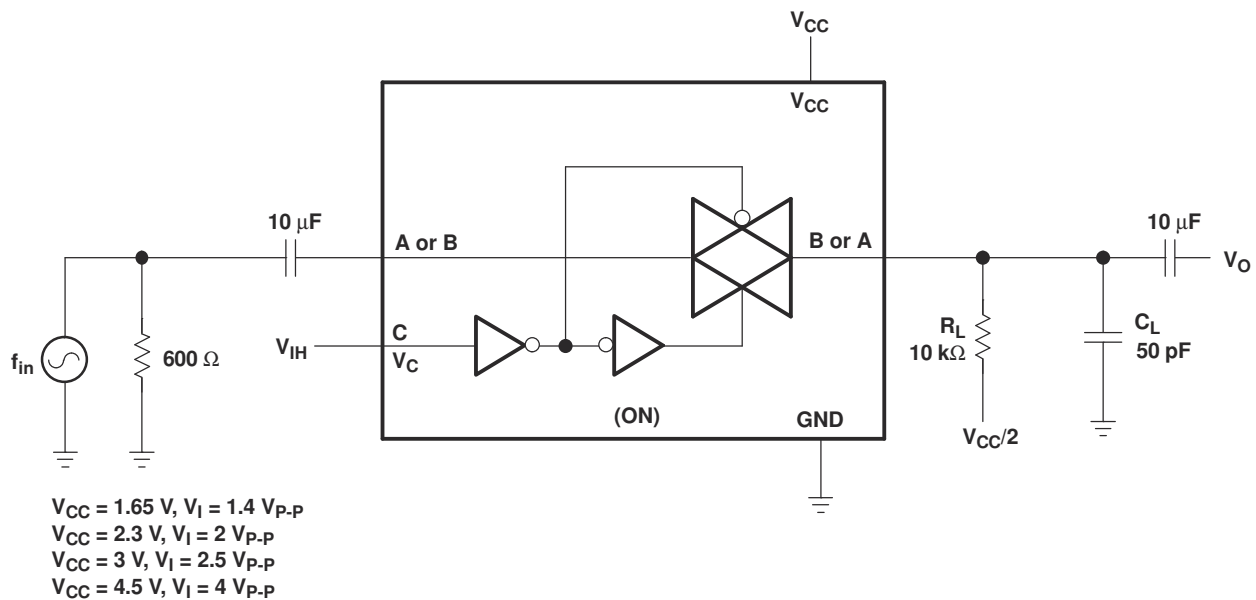 VCC
VCC
10 μF
A or B
B or A
10 μF
VO
fin
600 Ω
VIH
C
VC
RL
10 kΩ
CL
50 pF
(ON)
GND
VCC/2
VCC = 1.65 V, VI = 1.4 VP-P
VCC = 2.3 V, VI = 2 VP-P
VCC = 3 V, VI = 2.5 VP-P
VCC = 4.5 V, VI = 4 VP-P